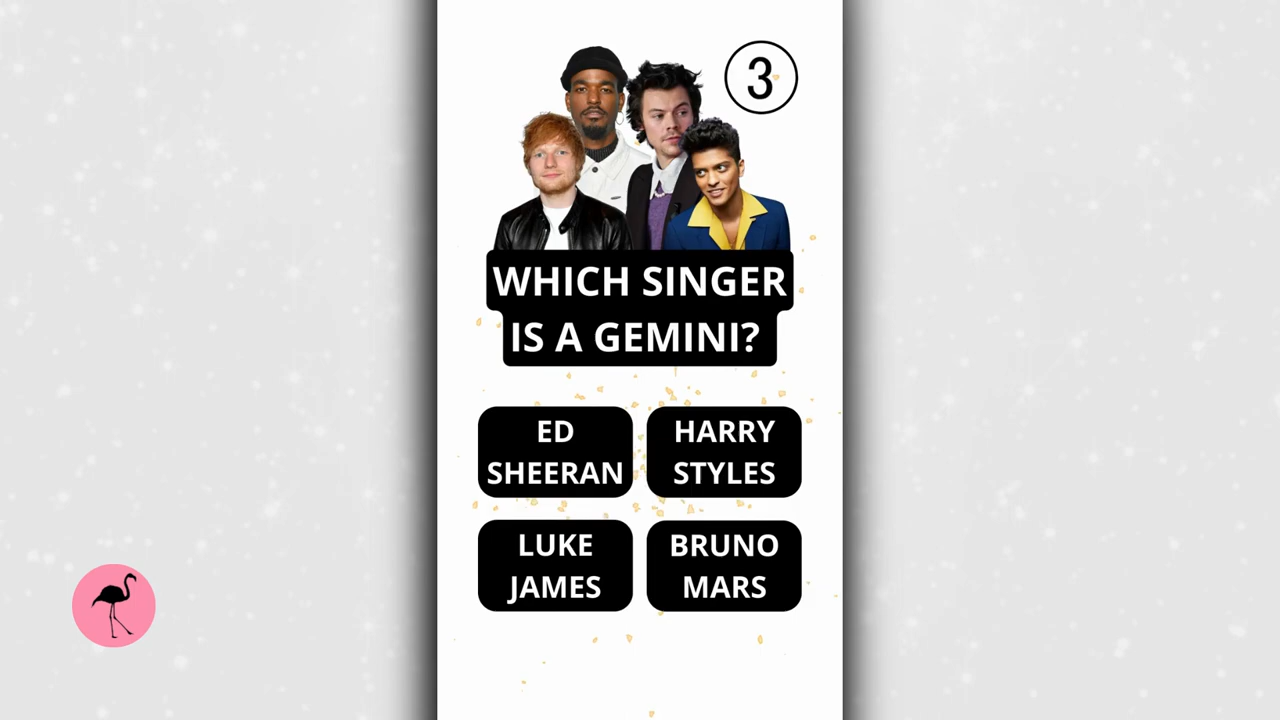 3
WHICH SINGER
IS A GEMINI?
ED
SHEERAN
HARRY
STYLES
LUKE
JAMES
BRUNO
MARS